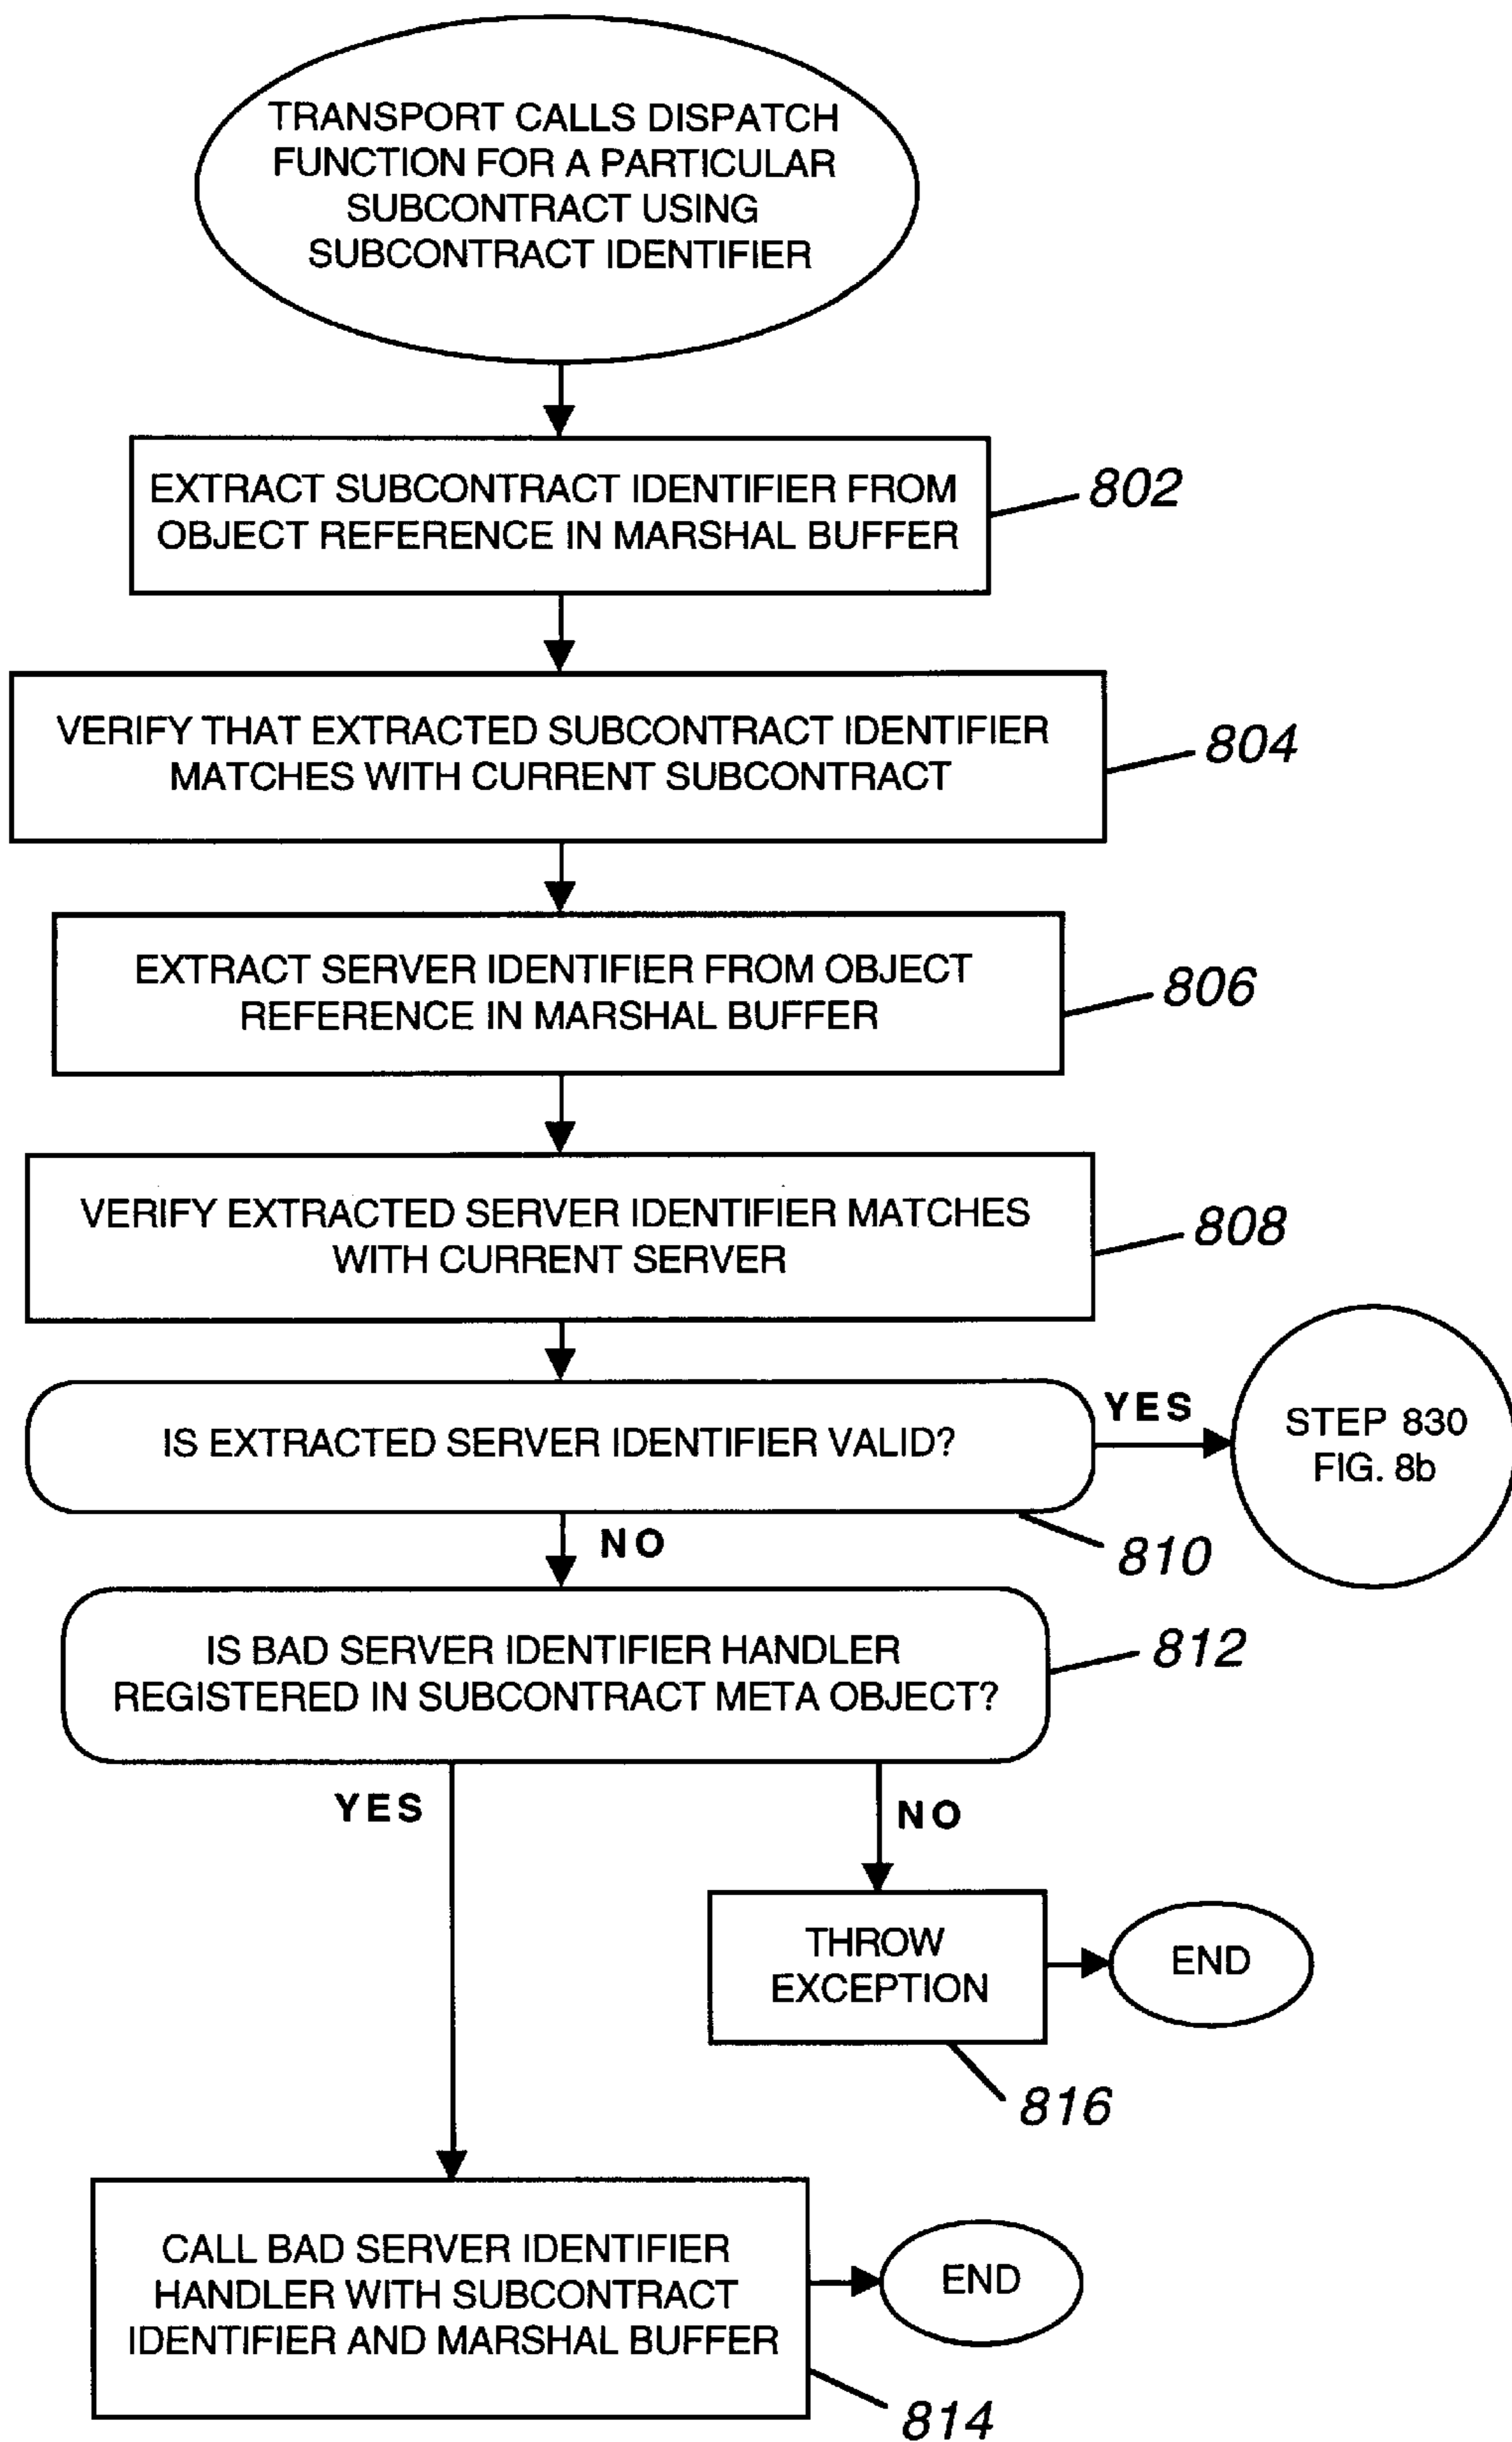 TRANSPORT CALLS DISPATCH
FUNCTION FOR A PARTICULAR
SUBCONTRACT USING
SUBCONTRACT IDENTIFIER
EXTRACT SUBCONTRACT IDENTIFIER FROM
OBJECT REFERENCE IN MARSHAL BUFFER
802
VERIFY THAT EXTRACTED SUBCONTRACT IDENTIFIER
MATCHES WITH CURRENT SUBCONTRACT
804
EXTRACT SERVER IDENTIFIER FROM OBJECT
REFERENCE IN MARSHAL BUFFER
806
VERIFY EXTRACTED SERVER IDENTIFIER MATCHES
WITH CURRENT SERVER
808
IS EXTRACTED SERVER IDENTIFIER VALID?
YES
STEP 830
FIG. 8b
810
NO
IS BAD SERVER IDENTIFIER HANDLER
REGISTERED IN SUBCONTRACT META OBJECT?
812
YES
NO
THROW
EXCEPTION
END
816
CALL BAD SERVER IDENTIFIER
HANDLER WITH SUBCONTRACT
IDENTIFIER AND MARSHAL BUFFER
END
814